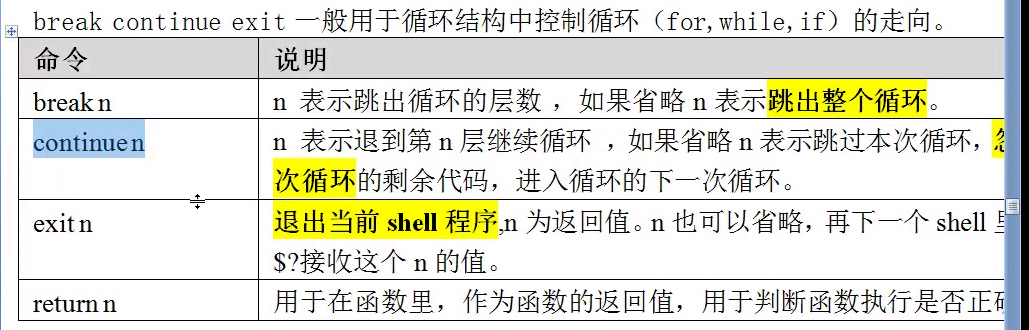 break continue exit 一般用于循环结构中控制循环（for,while,if）的走向。
命令 说明
break n n 表示跳出循环的层数 ，如果省略 n 表示跳出整个循环。
continue n n 表示退到第 n 层继续循环 ，如果省略 n 表示跳过本次循环，
次循环的剩余代码，进入循环的下一次循环。
exit n 退出当前 shell 程序,n 为返回值。n 也可以省略，再下一个 shell
$?接收这个 n 的值。
return n 用于在函数里，作为函数的返回值，用于判断函数执行是否正